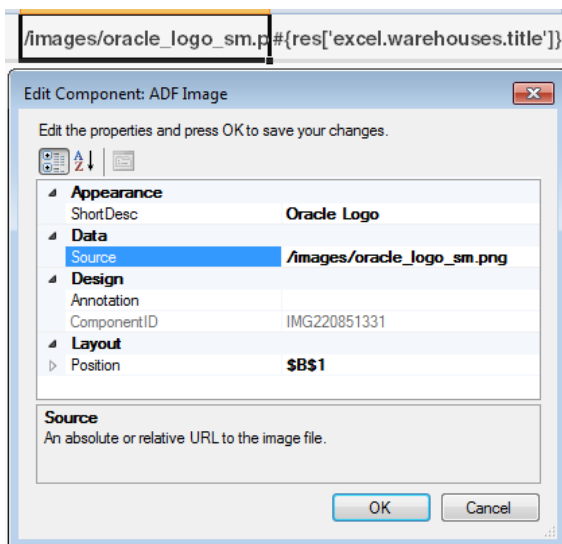 /images/oracle_logo_sm.p #{res['excel.warehouses.title']}
Edit Component: ADF Image
Edit the properties and press OK to save your changes.
Appearance
ShortDesc Oracle Logo
Data
Source /images/oracle_logo_sm.png
Design
Annotation
ComponentID IMG220851331
Layout
Position $B$1
Source
An absolute or relative URL to the image file.
OK Cancel